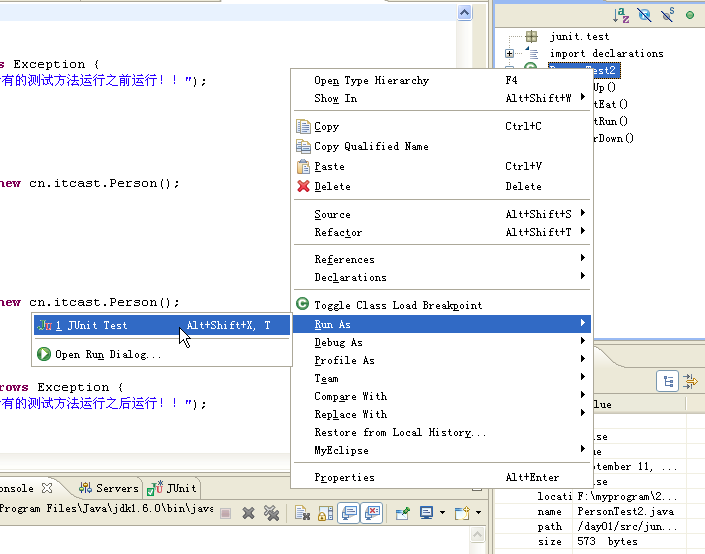 s Exception {
有的测试方法运行之前运行！！");
new cn.itcast.Person();
new cn.itcast.Person();
rows Exception {
有的测试方法运行之后运行！！");
junit.test
import declarations
Test2
Up()
tEat()
tRun()
rDown()
Open Type Hierarchy F4
Show In Alt+Shift+W
Copy Ctrl+C
Copy Qualified Name
Paste Ctrl+V
Delete Delete
Source Alt+Shift+S
Refactor Alt+Shift+T
References
Declarations
Toggle Class Load Breakpoint
Run As
Debug As
Profile As
Team
Compare With
Replace With
Restore from Local History...
MyEclipse
Properties Alt+Enter
1 JUnit Test Alt+Shift+X, T
Open Run Dialog...
onsole Servers JUnit
Program Files\Java\jdk1.6.0\bin\java
lue
lse
ue
ptember 11, ...
lse
locati F:\myprogram\2...
name PersonTest2.java
path /day01/src/jun...
size 573 bytes